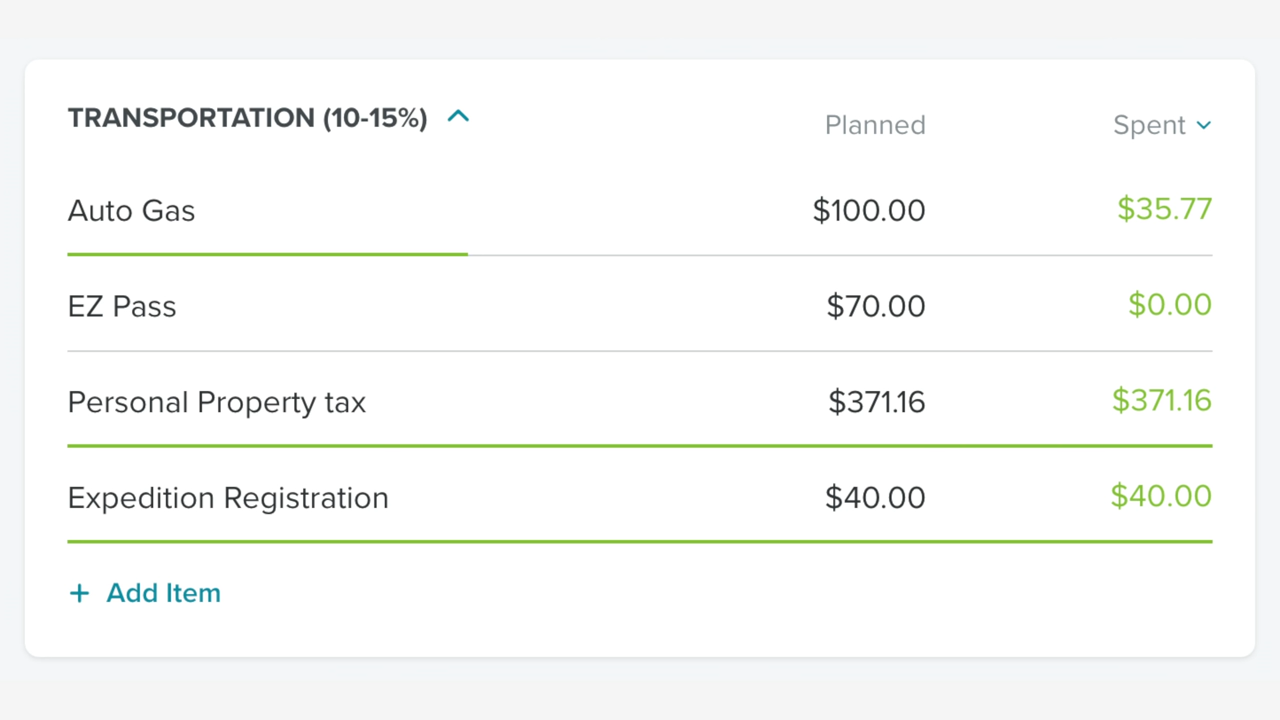 TRANSPORTATION (10-15%) Planned Spent
Auto Gas $100.00 $35.77
EZ Pass $70.00 $0.00
Personal Property tax $371.16 $371.16
Expedition Registration $40.00 $40.00
+ Add Item